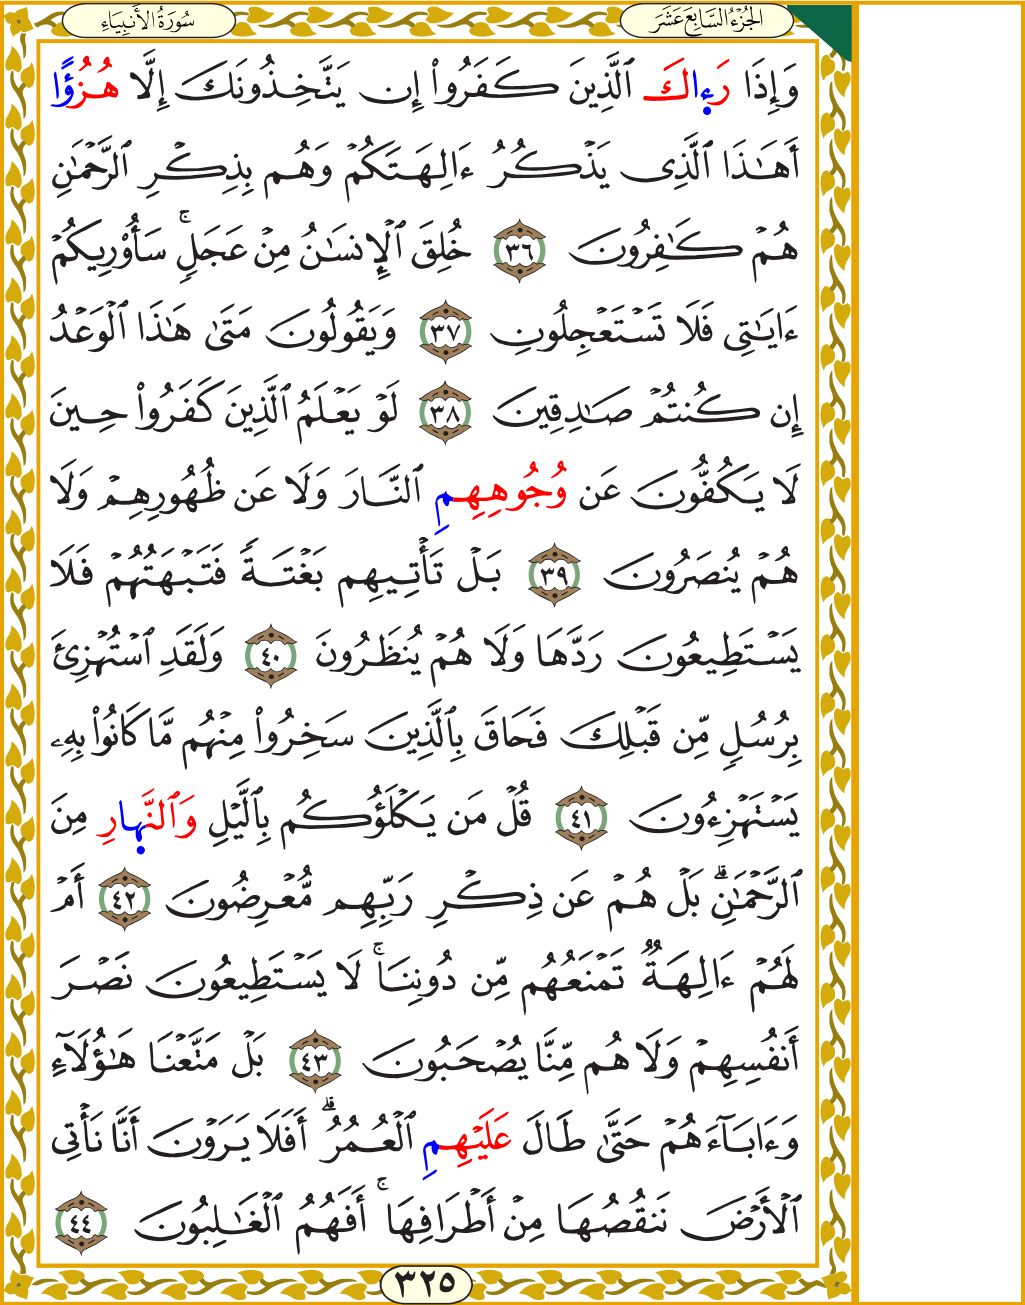 الجُزْءُ السَّابِعَ عَشَرَ
سُورَةُ الأَنبِيَاءِ
وَإِذَا رَءِاكَ ٱلَّذِينَ كَفَرُوا۟ إِن يَتَّخِذُونَكَ إِلَّا هُزُؤًا
أَهَـٰذَا ٱلَّذِى يَذْكُرُ ءَالِهَتَكُمْ وَهُم بِذِكْرِ ٱلرَّحْمَـٰنِ
هُمْ كَـٰفِرُونَ ٣٦ خُلِقَ ٱلْإِنسَـٰنُ مِنْ عَجَلٍ ۚ سَأُو۟رِيكُمْ
ءَايَـٰتِى فَلَا تَسْتَعْجِلُونِ ٣٧ وَيَقُولُونَ مَتَىٰ هَـٰذَا ٱلْوَعْدُ
إِن كُنتُمْ صَـٰدِقِينَ ٣٨ لَوْ يَعْلَمُ ٱلَّذِينَ كَفَرُوا۟ حِينَ
لَا يَكُفُّونَ عَن وُجُوهِهِمِ ٱلنَّارَ وَلَا عَن ظُهُورِهِمْ وَلَا
هُمْ يُنصَرُونَ ٣٩ بَلْ تَأْتِيهِم بَغْتَةً فَتَبْهَتُهُمْ فَلَا
يَسْتَطِيعُونَ رَدَّهَا وَلَا هُمْ يُنظَرُونَ ٤٠ وَلَقَدِ ٱسْتُهْزِئَ
بِرُسُلٍ مِّن قَبْلِكَ فَحَاقَ بِٱلَّذِينَ سَخِرُوا۟ مِنْهُم مَّا كَانُوا۟ بِهِۦ
يَسْتَهْزِءُونَ ٤١ قُلْ مَن يَكْلَؤُكُم بِٱلَّيْلِ وَٱلنَّهِارِ مِنَ
ٱلرَّحْمَـٰنِ ۗ بَلْ هُمْ عَن ذِكْرِ رَبِّهِم مُّعْرِضُونَ ٤٢ أَمْ
لَهُمْ ءَالِهَةٌ تَمْنَعُهُم مِّن دُونِنَا ۚ لَا يَسْتَطِيعُونَ نَصْرَ
أَنفُسِهِمْ وَلَا هُم مِّنَّا يُصْحَبُونَ ٤٣ بَلْ مَتَّعْنَا هَـٰٓؤُلَآءِ
وَءَابَآءَهُمْ حَتَّىٰ طَالَ عَلَيْهِمِ ٱلْعُمُرُ ۗ أَفَلَا يَرَوْنَ أَنَّا نَأْتِى
ٱلْأَرْضَ نَنقُصُهَا مِنْ أَطْرَافِهَا ۚ أَفَهُمُ ٱلْغَـٰلِبُونَ ٤٤
٣٢٥